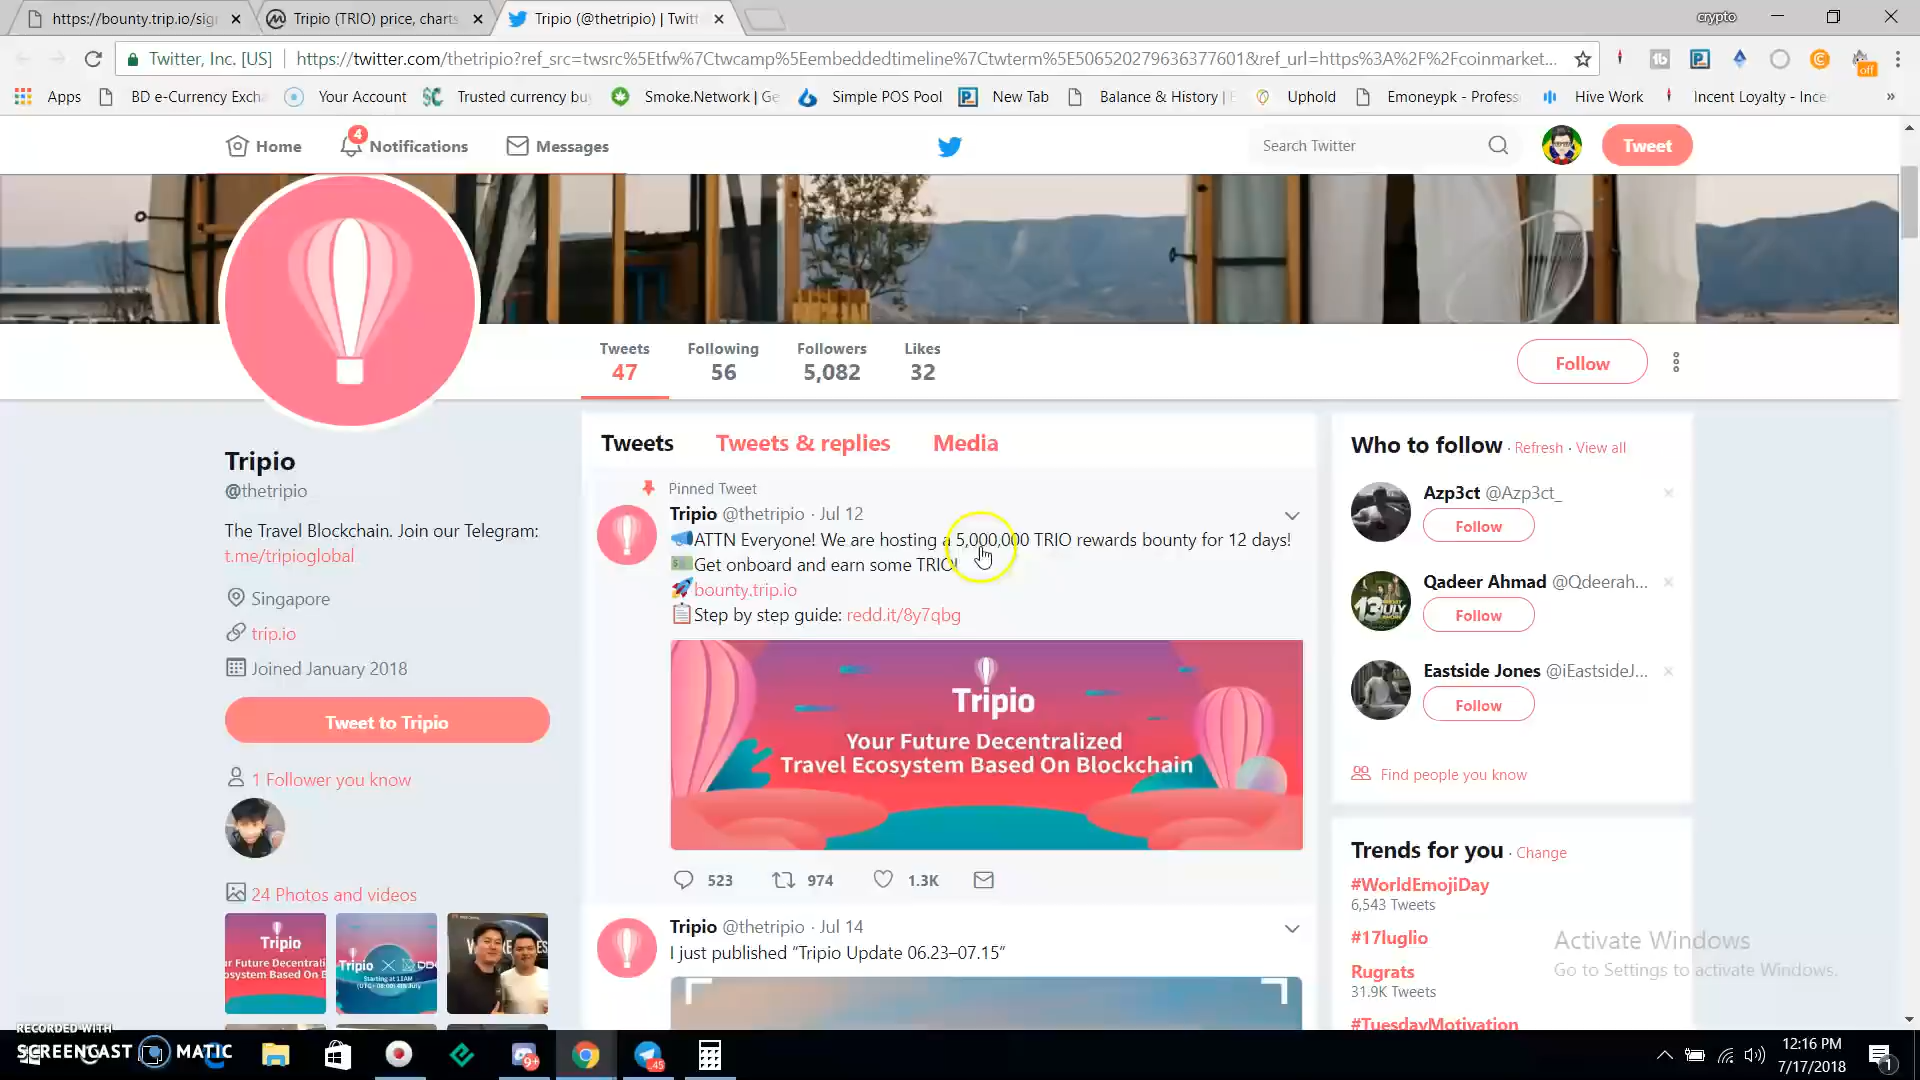 https://bounty.trip.io/sig
Tripio (TRIO) price, charts
Tripio (@thetripio) | Twitt
crypto
Twitter, Inc. [US]
https://twitter.com/thetripio?ref_src=twsrc%5Etfw%7Ctwcamp%5Eembeddedtimeline%7Ctwterm%5E506520279636377601&ref_url=https%3A%2F%2Fcoinmarket...
off
Apps
BD e-Currency Excha
Your Account
Trusted currency bu
Smoke.Network | Ge
Simple POS Pool
New Tab
Balance & History | E
Uphold
Emoneypk - Profess
Hive Work
Incent Loyalty - Ince
»
Home
4
Notifications
Messages
Search Twitter
Tweet
Tweets
47
Following
56
Followers
5,082
Likes
32
Follow
Tripio
@thetripio
The Travel Blockchain. Join our Telegram:
t.me/tripioglobal
Singapore
trip.io
Joined January 2018
Tweet to Tripio
1 Follower you know
24 Photos and videos
Tweets
Tweets & replies
Media
Pinned Tweet
Tripio @thetripio · Jul 12
ATTN Everyone! We are hosting a 5,000,000 TRIO rewards bounty for 12 days!
Get onboard and earn some TRIO!
bounty.trip.io
Step by step guide: redd.it/8y7qbg
Tripio
Your Future Decentralized
Travel Ecosystem Based On Blockchain
523
974
1.3K
Tripio @thetripio · Jul 14
I just published “Tripio Update 06.23–07.15”
Who to follow · Refresh · View all
Azp3ct @Azp3ct_
Follow
Qadeer Ahmad @Qdeerah...
Follow
Eastside Jones @iEastsideJ...
Follow
Find people you know
Trends for you · Change
#WorldEmojiDay
6,543 Tweets
#17luglio
Rugrats
31.9K Tweets
#TuesdayMotivation
Activate Windows
Go to Settings to activate Windows.
RECORDED WITH
SCREENCAST MATIC
9+
45
12:16 PM
7/17/2018
1